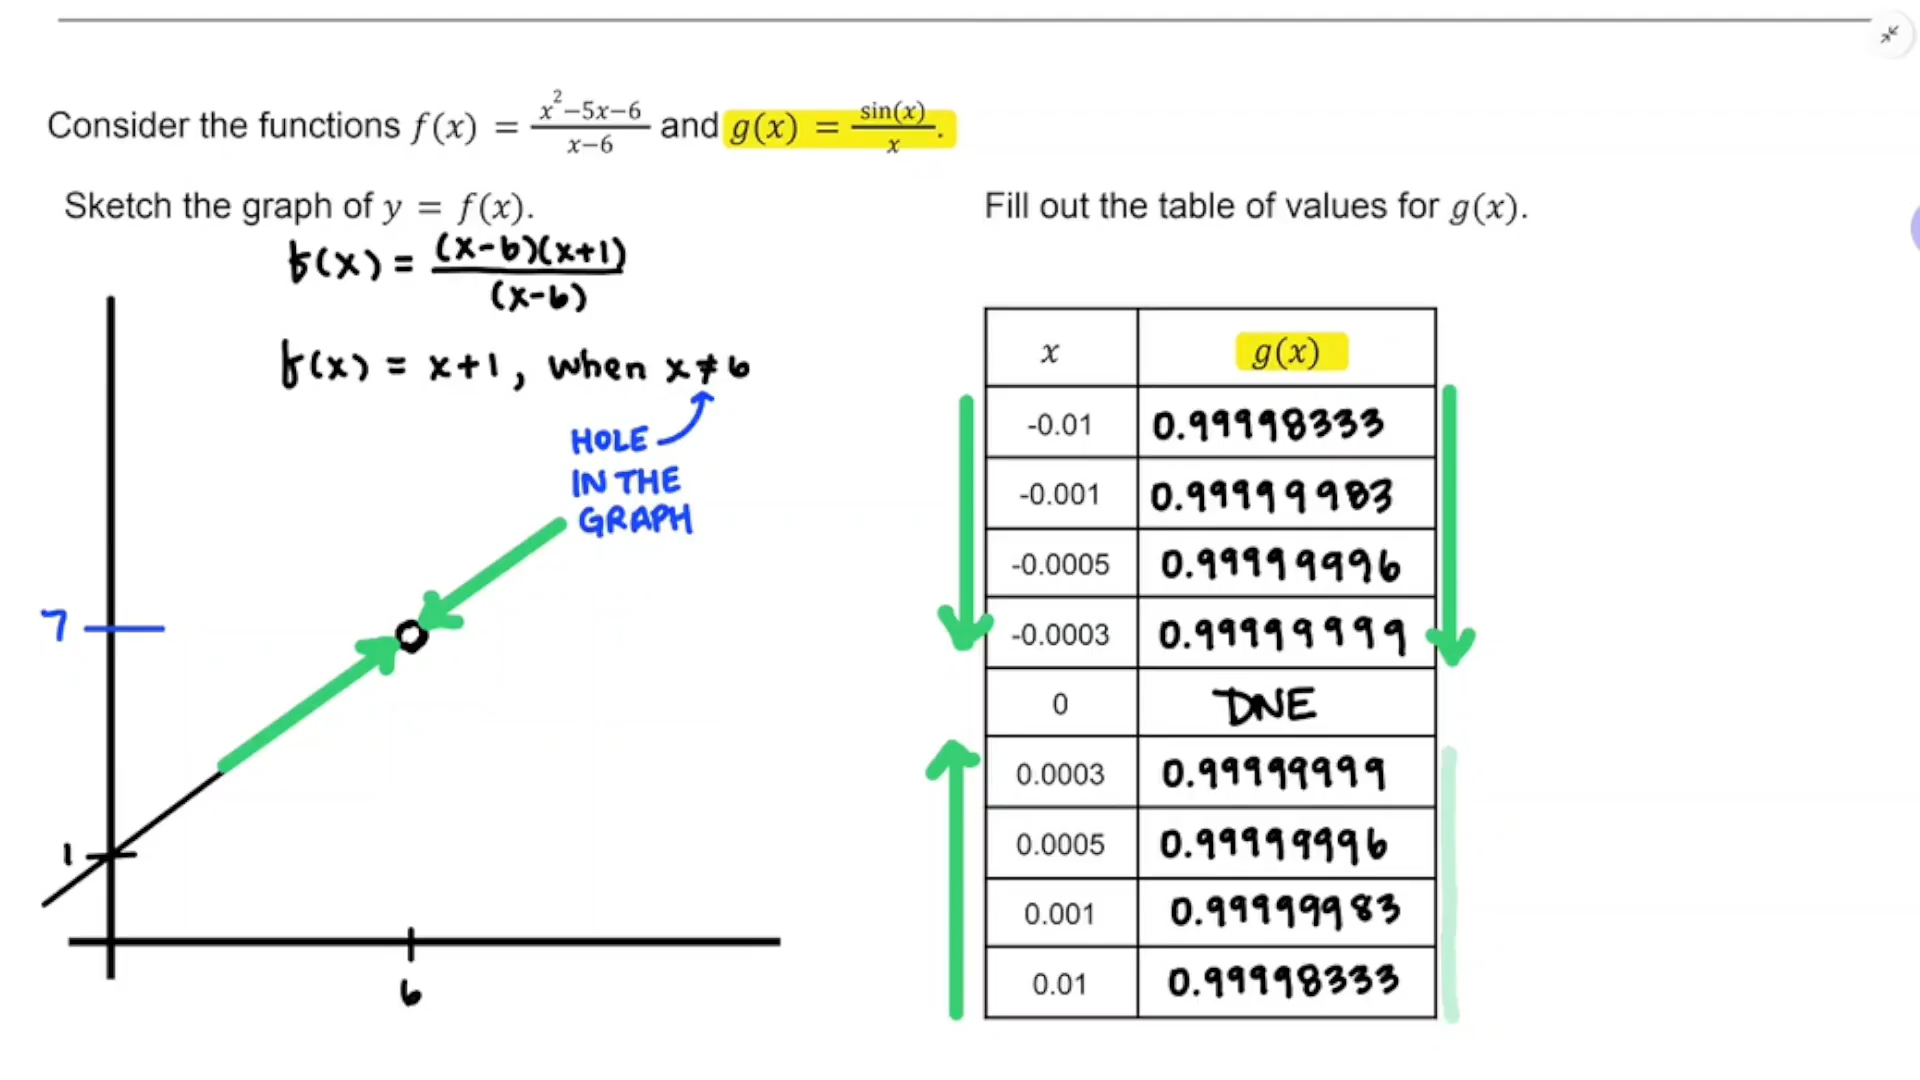 Consider the functions f(x) = (x²−5x−6)/(x−6) and g(x) = sin(x)/x.
Sketch the graph of y = f(x).
f(x) = (x-6)(x+1)/(x-6)
f(x) = x+1, when x≠6
HOLE
IN THE
GRAPH
7
1
6
Fill out the table of values for g(x).
x g(x)
-0.01 0.99998333
-0.001 0.99999983
-0.0005 0.99999996
-0.0003 0.99999999
0 DNE
0.0003 0.99999999
0.0005 0.99999996
0.001 0.99999983
0.01 0.99998333